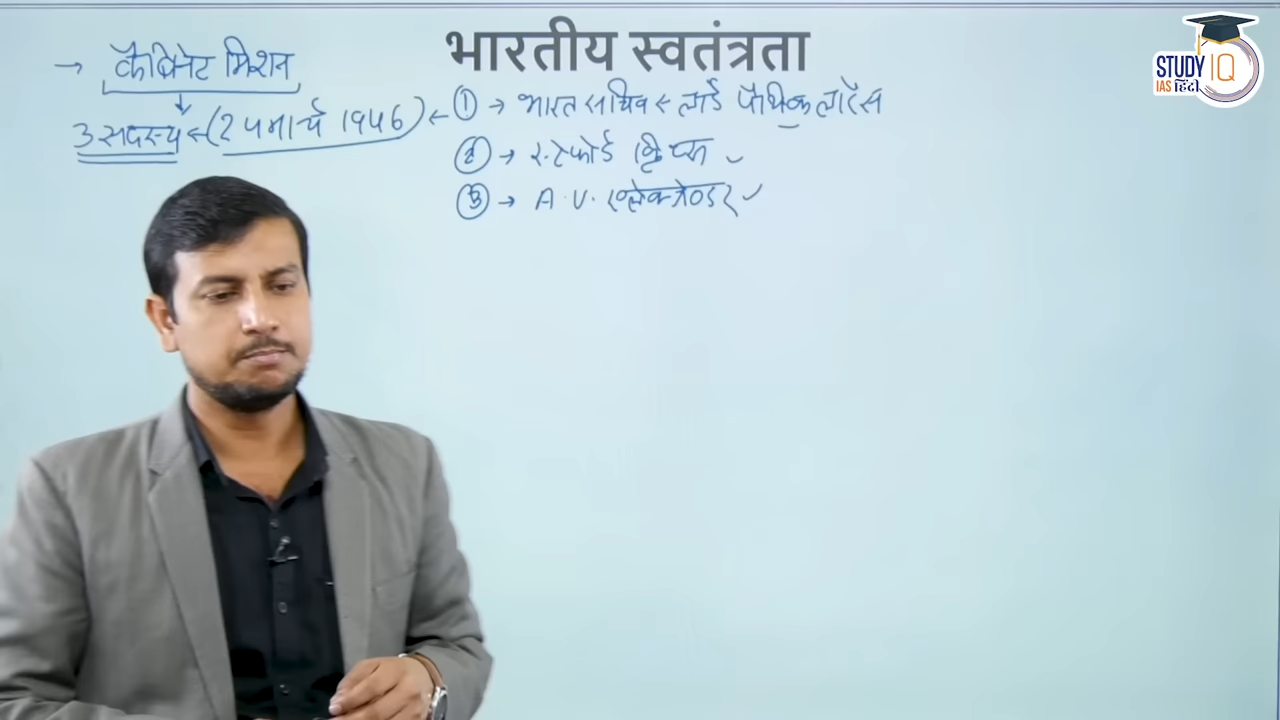 भारतीय स्वतंत्रता
STUDY IQ
IAS हिंदी
→ कैबिनेट मिशन
3 सदस्य ← (24 मार्च 1946) ←
① → भारत सचिव ← लार्ड पैथिक लारेंस
② → स्टेफोर्ड क्रिप्स ✓
③ → A.V. एलेक्जेण्डर ✓